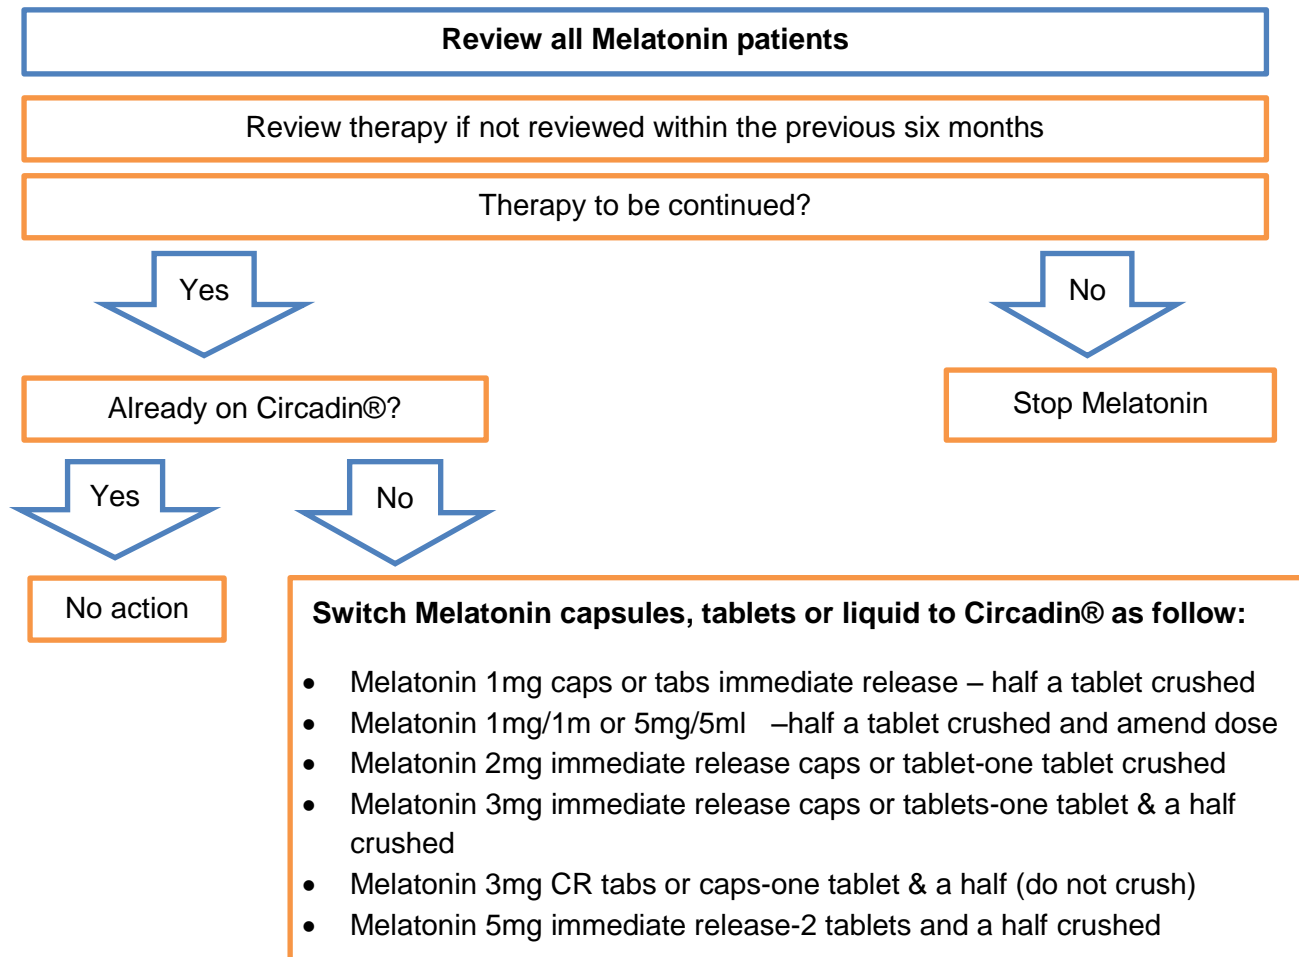 Review all Melatonin patients
Review therapy if not reviewed within the previous six months
Therapy to be continued?
Yes
No
Already on Circadin®?
Stop Melatonin
Yes
No
No action
Switch Melatonin capsules, tablets or liquid to Circadin® as follow:
• Melatonin 1mg caps or tabs immediate release – half a tablet crushed
• Melatonin 1mg/1m or 5mg/5ml –half a tablet crushed and amend dose
• Melatonin 2mg immediate release caps or tablet-one tablet crushed
• Melatonin 3mg immediate release caps or tablets-one tablet & a half
crushed
• Melatonin 3mg CR tabs or caps-one tablet & a half (do not crush)
• Melatonin 5mg immediate release-2 tablets and a half crushed